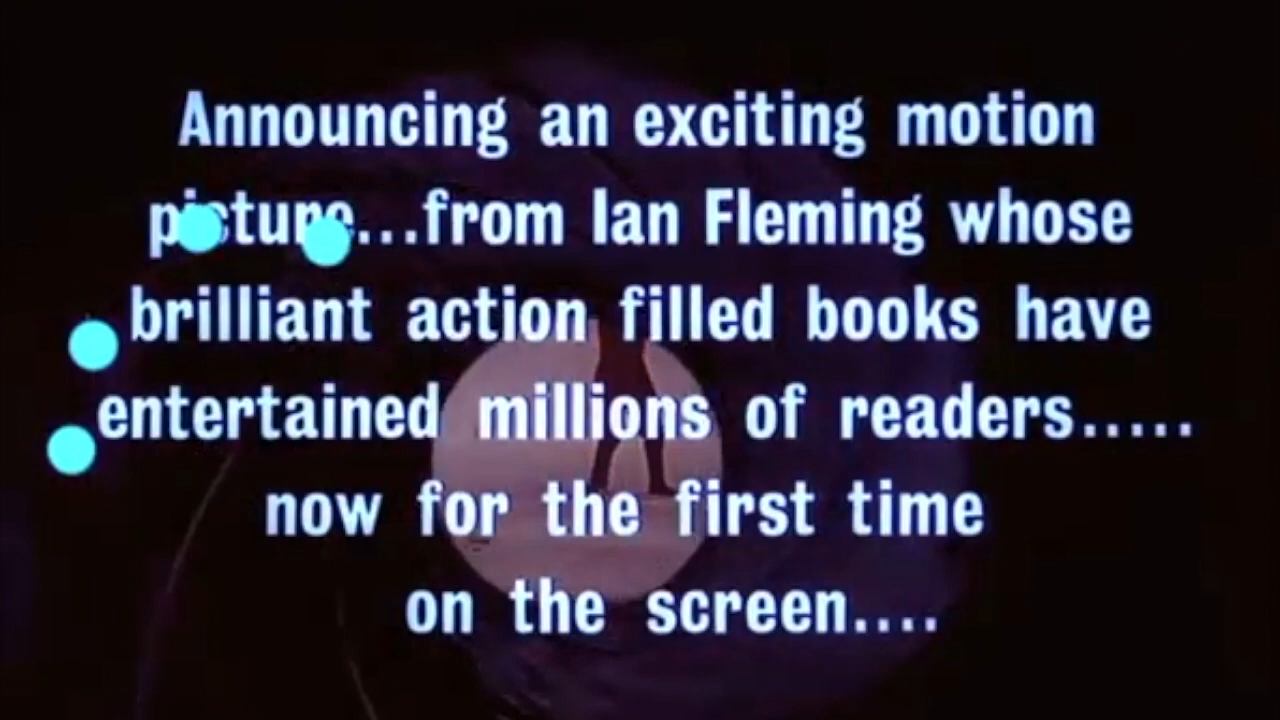 Announcing an exciting motion
picture...from Ian Fleming whose
brilliant action filled books have
entertained millions of readers.....
now for the first time
on the screen....